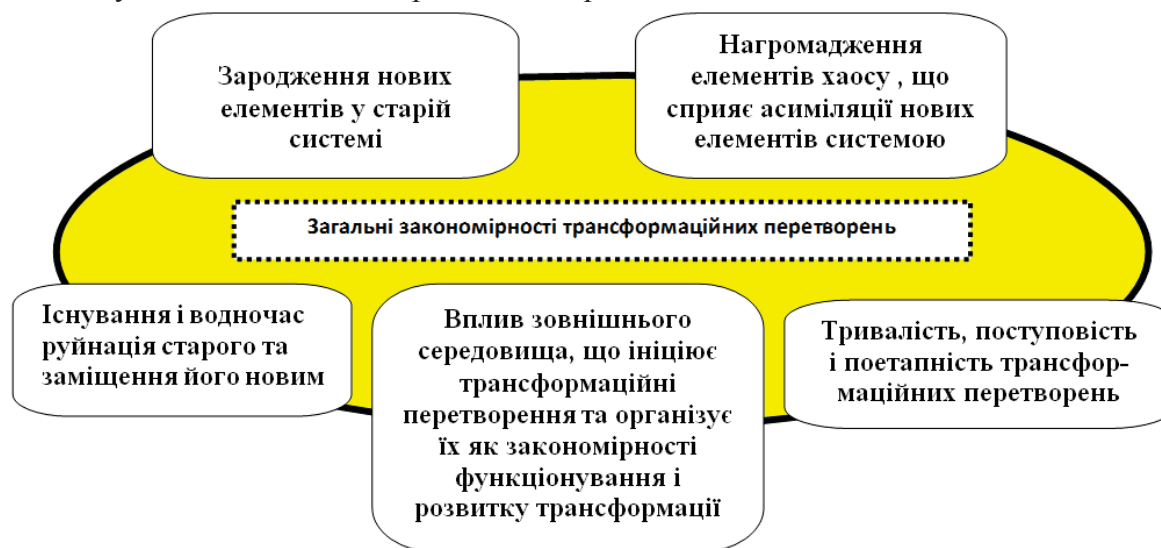 Зародження нових
елементів у старій
системі
Нагромадження
елементів хаосу , що
сприяє асиміляції нових
елементів системою
Загальні закономірності трансформаційних перетворень
Існування і водночас
руйнація старого та
заміщення його новим
Вплив зовнішнього
середовища, що ініціює
трансформаційні
перетворення та організує
їх як закономірності
функціонування і
розвитку трансформації
Тривалість, поступовість
і поетапність трансфор-
маційних перетворень